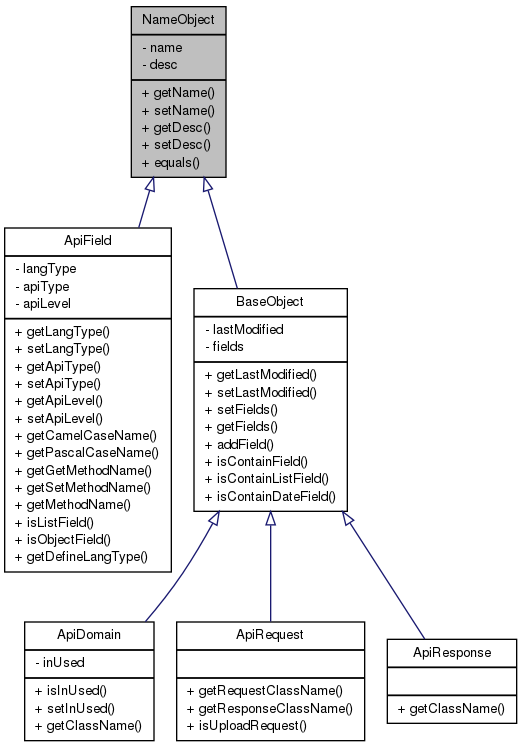 NameObject
- name
- desc
+ getName()
+ setName()
+ getDesc()
+ setDesc()
+ equals()
ApiField
- langType
- apiType
- apiLevel
+ getLangType()
+ setLangType()
+ getApiType()
+ setApiType()
+ getApiLevel()
+ setApiLevel()
+ getCamelCaseName()
+ getPascalCaseName()
+ getGetMethodName()
+ getSetMethodName()
+ getMethodName()
+ isListField()
+ isObjectField()
+ getDefineLangType()
BaseObject
- lastModified
- fields
+ getLastModified()
+ setLastModified()
+ setFields()
+ getFields()
+ addField()
+ isContainField()
+ isContainListField()
+ isContainDateField()
ApiDomain
- inUsed
+ isInUsed()
+ setInUsed()
+ getClassName()
ApiRequest
+ getRequestClassName()
+ getResponseClassName()
+ isUploadRequest()
ApiResponse
+ getClassName()